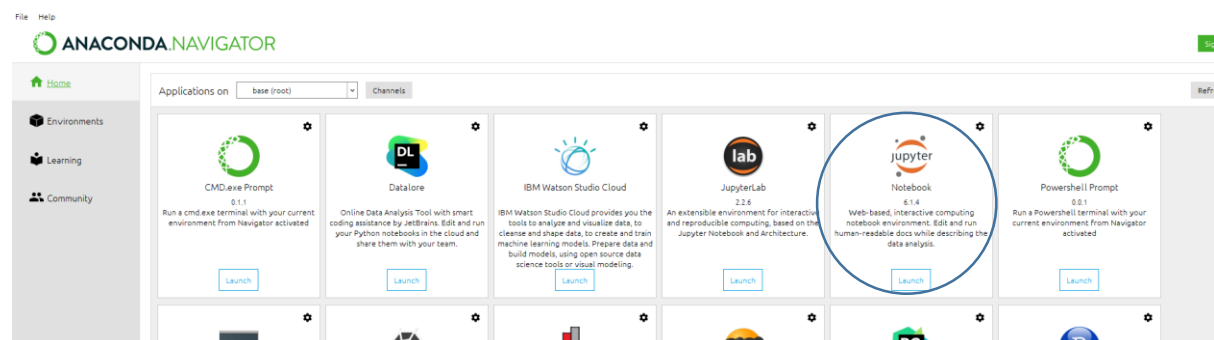 File Help
ANACONDA.NAVIGATOR
Home
Environments
Learning
Community
Applications on base (root) Channels
CMD.exe Prompt
0.1.1
Run a cmd.exe terminal with your current
environment from Navigator activated
Launch
DL
Datalore
Online Data Analysis Tool with smart
coding assistance by JetBrains. Edit and run
your Python notebooks in the cloud and
share them with your team.
Launch
IBM Watson Studio Cloud
IBM Watson Studio Cloud provides you the
tools to analyze and visualize data, to
cleanse and shape data, to create and train
machine learning models. Prepare data and
build models, using open source data
science tools or visual modeling.
Launch
lab
JupyterLab
2.2.6
An extensible environment for interactive
and reproducible computing, based on the
Jupyter Notebook and Architecture.
Launch
jupyter
Notebook
6.1.4
Web-based, interactive computing
notebook environment. Edit and run
human-readable docs while describing the
data analysis.
Launch
Powershell Prompt
0.0.1
Run a Powershell terminal with your
current environment from Navigator
activated
Launch